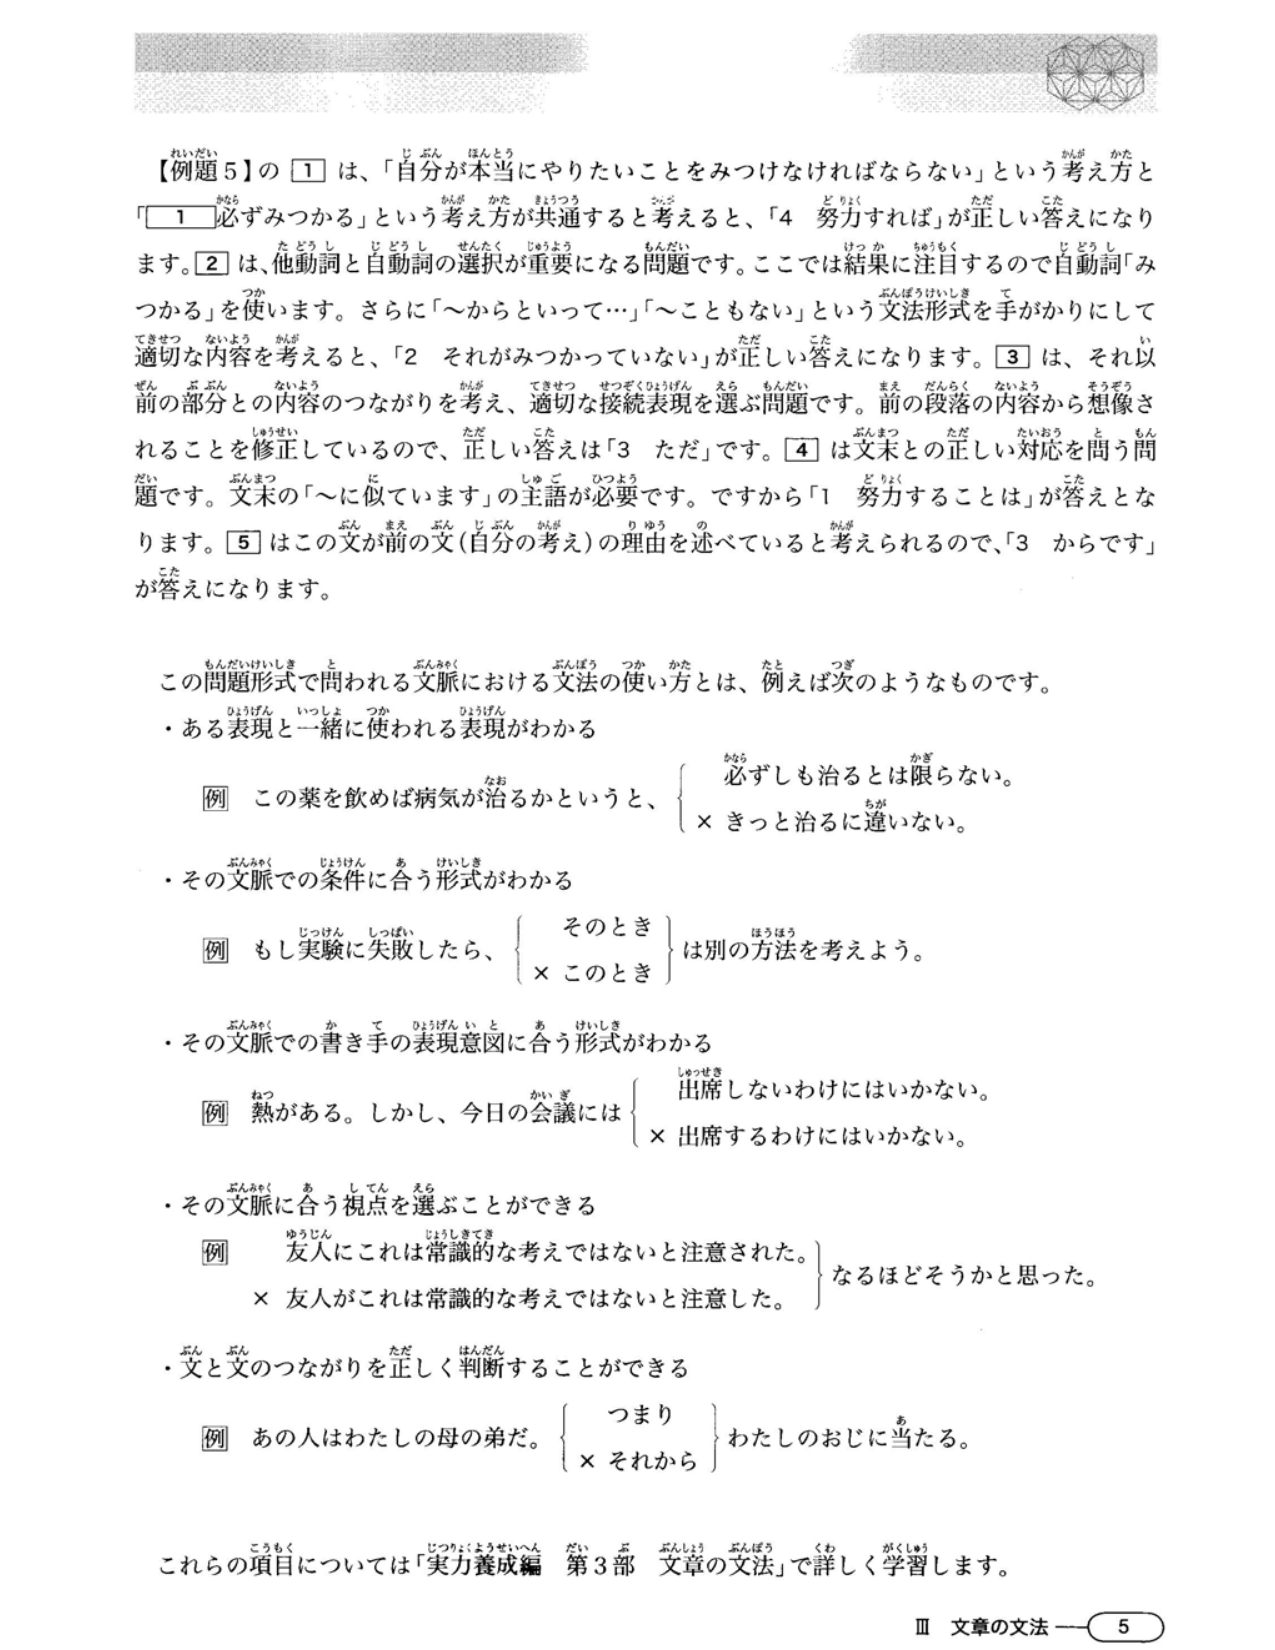 【例題5】の 1 は、「自分が本当にやりたいことをみつけなければならない」という考え方と
「 1 必ずみつかる」という考え方が共通すると考えると、「4　努力すれば」が正しい答えになり
ます。 2 は、他動詞と自動詞の選択が重要になる問題です。ここでは結果に注目するので自動詞「み
つかる」を使います。さらに「～からといって…」「～こともない」という文法形式を手がかりにして
適切な内容を考えると、「2　それがみつかっていない」が正しい答えになります。 3 は、それ以
前の部分との内容のつながりを考え、適切な接続表現を選ぶ問題です。前の段落の内容から想像さ
れることを修正しているので、正しい答えは「3　ただ」です。 4 は文末との正しい対応を問う問
題です。文末の「～に似ています」の主語が必要です。ですから「1　努力することは」が答えとな
ります。 5 はこの文が前の文(自分の考え)の理由を述べていると考えられるので、「3　からです」
が答えになります。
この問題形式で問われる文脈における文法の使い方とは、例えば次のようなものです。
・ある表現と一緒に使われる表現がわかる
必ずしも治るとは限らない。
例　この薬を飲めば病気が治るかというと、
× きっと治るに違いない。
・その文脈での条件に合う形式がわかる
そのとき
例　もし実験に失敗したら、　は別の方法を考えよう。
× このとき
・その文脈での書き手の表現意図に合う形式がわかる
出席しないわけにはいかない。
例　熱がある。しかし、今日の会議には
× 出席するわけにはいかない。
・その文脈に合う視点を選ぶことができる
例　友人にこれは常識的な考えではないと注意された。
なるほどそうかと思った。
× 友人がこれは常識的な考えではないと注意した。
・文と文のつながりを正しく判断することができる
つまり
例　あの人はわたしの母の弟だ。　わたしのおじに当たる。
× それから
これらの項目については「実力養成編　第3部　文章の文法」で詳しく学習します。
Ⅲ　文章の文法 5